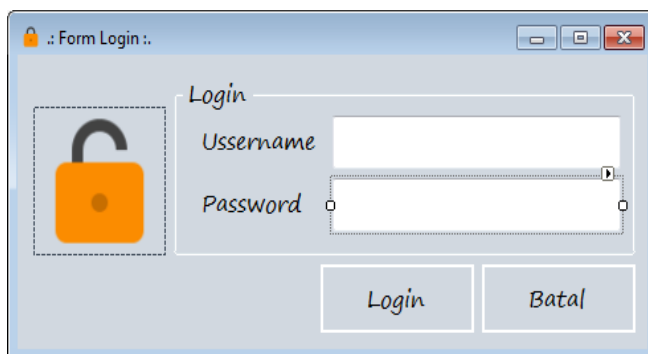 .: Form Login :.
Login
Ussername
Password
Login Batal